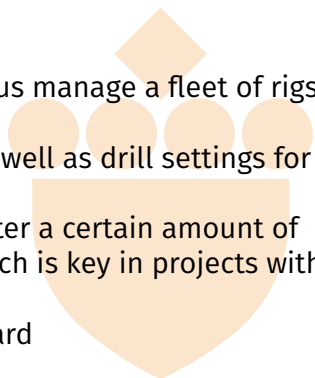 us manage a fleet of rigs
well as drill settings for
ter a certain amount of
ch is key in projects with
ard